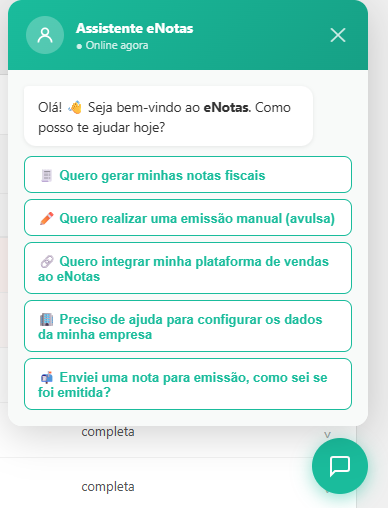 Assistente eNotas
Online agora
Olá! 👋 Seja bem-vindo ao eNotas. Como
posso te ajudar hoje?
🧾 Quero gerar minhas notas fiscais
🖍️ Quero realizar uma emissão manual (avulsa)
🔗 Quero integrar minha plataforma de vendas
ao eNotas
🏢 Preciso de ajuda para configurar os dados
da minha empresa
📬 Enviei uma nota para emissão, como sei se
foi emitida?
completa
completa